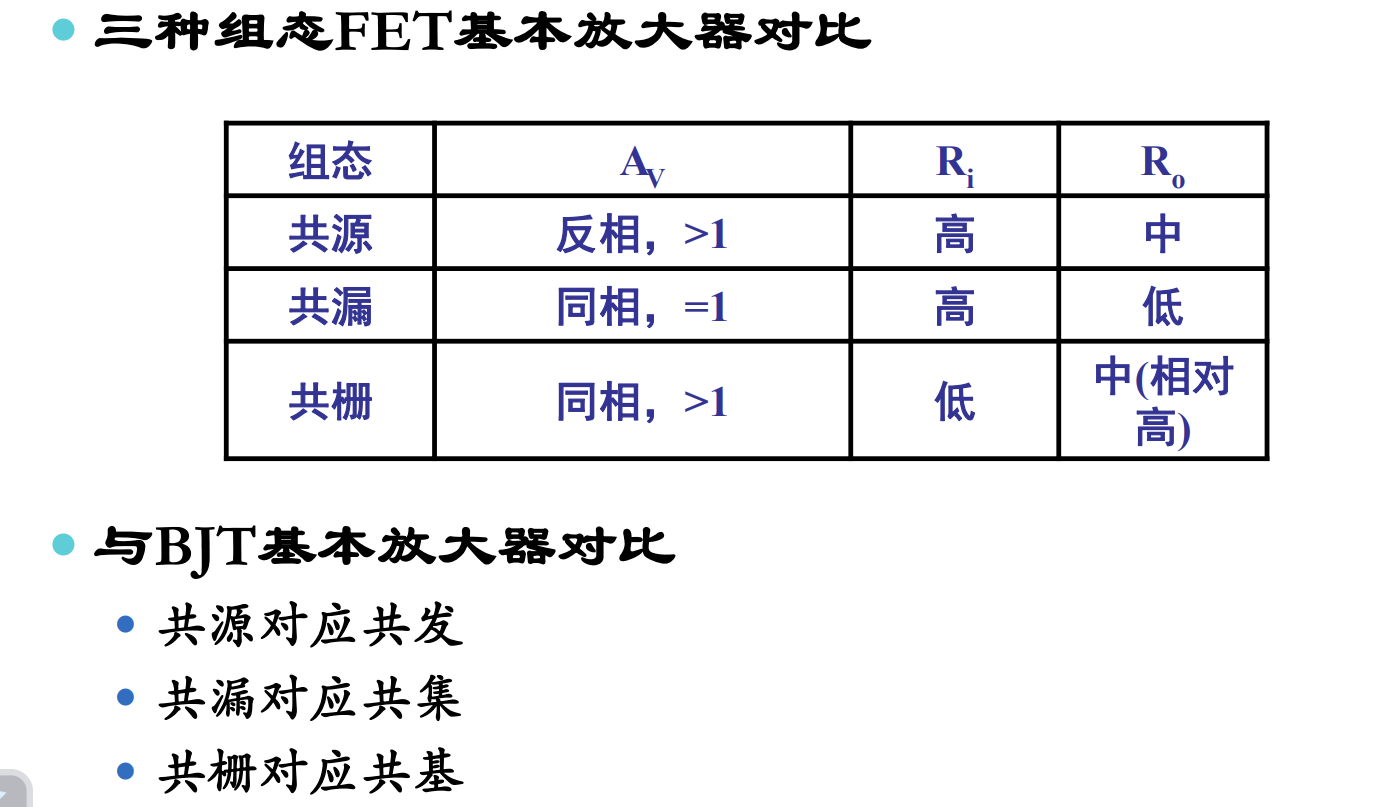 三种组态FET基本放大器对比
组态 AV Ri Ro
共源 反相，>1 高 中
共漏 同相，=1 高 低
共栅 同相，>1 低 中(相对
高)
与BJT基本放大器对比
共源对应共发
共漏对应共集
共栅对应共基